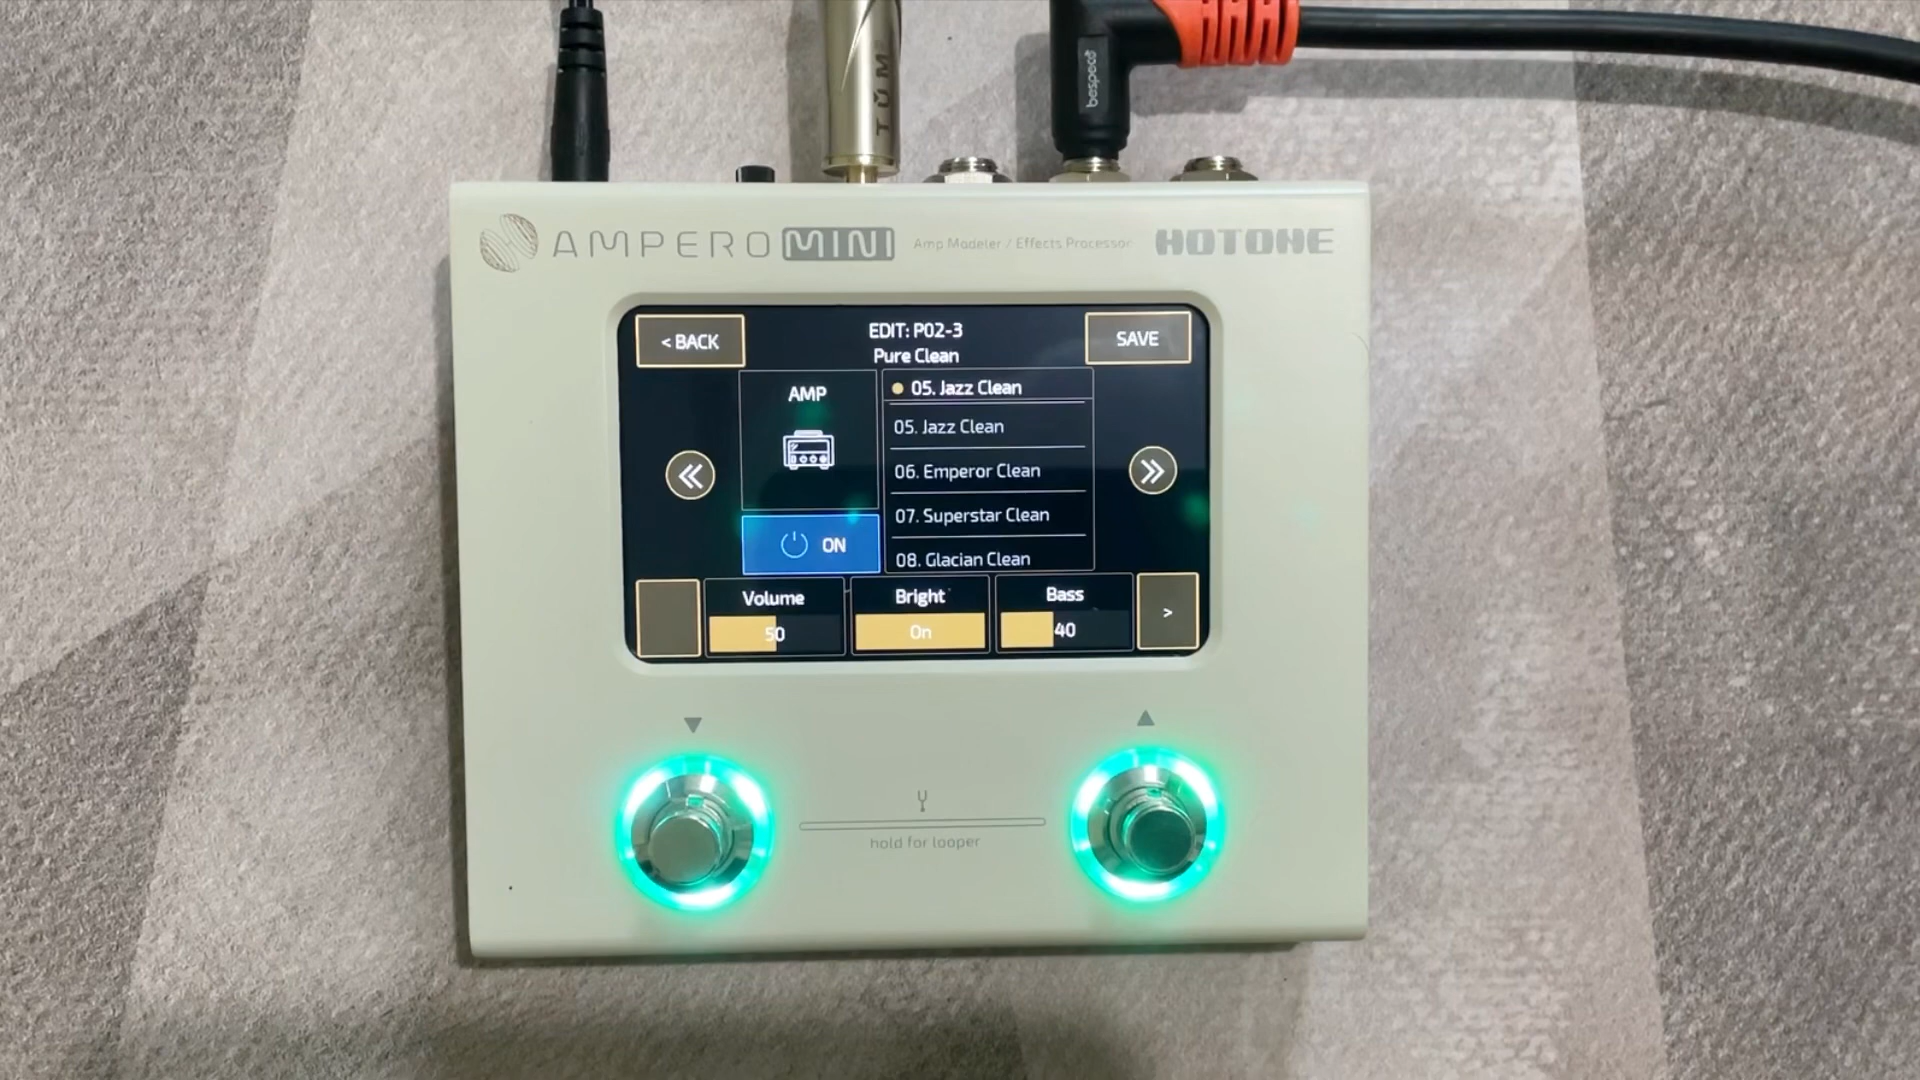 TŬM
bespeco
AMPERO MINI Amp Modeler / Effects Processor HOTONE
< BACK
EDIT: P02-3
SAVE
Pure Clean
AMP
05. Jazz Clean
05. Jazz Clean
06. Emperor Clean
07. Superstar Clean
08. Glacian Clean
ON
Volume
Bright
Bass
50
On
40
>
hold for looper